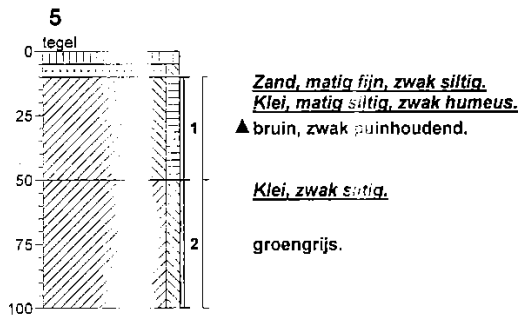 5
tegel
0
Zand, matig fijn, zwak siltig.
Klei, matig siltig, zwak humeus.
25
1
bruin, zwak puinhoudend.
50
Klei, zwak siltig.
75
2
groengrijs.
100